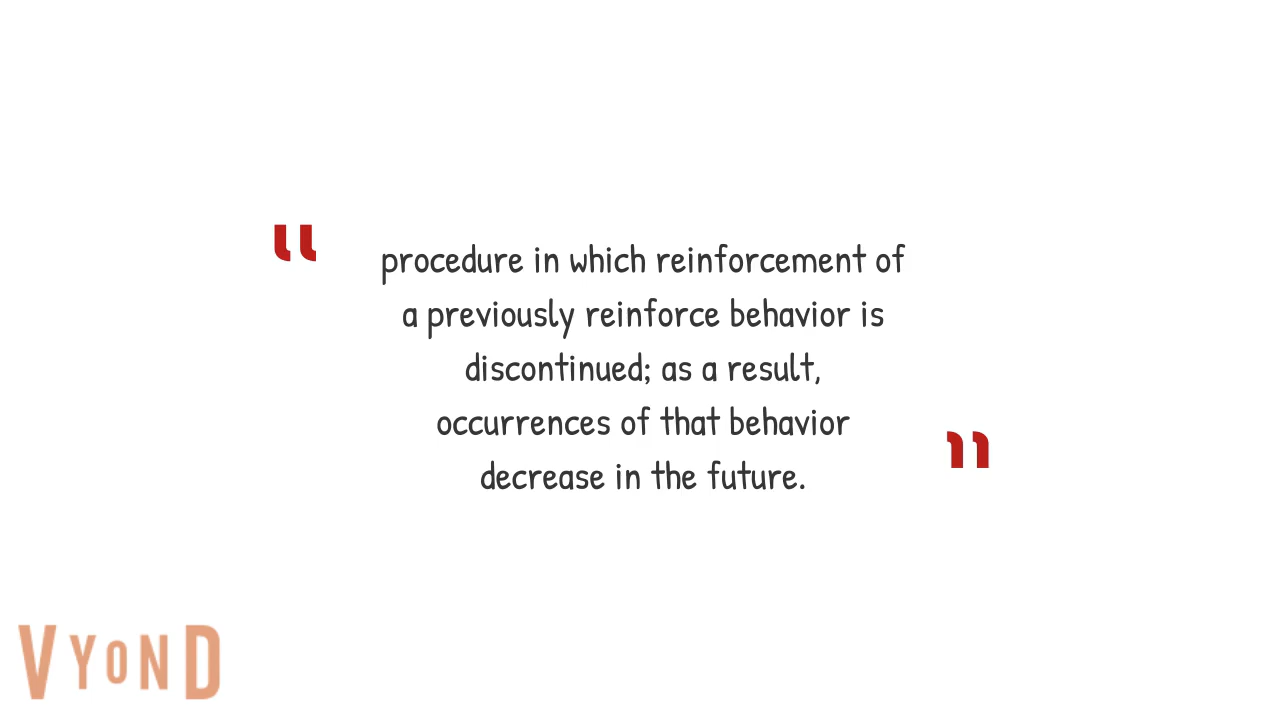 “
procedure in which reinforcement of
a previously reinforce behavior is
discontinued; as a result,
occurrences of that behavior
decrease in the future.
”
VYONDD